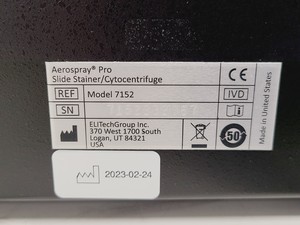 Aerospray® Pro
Slide Stainer/Cytocentrifuge
CE
REF Model 7152 IVD
SN
ELITechGroup Inc.
370 West 1700 South
Logan, UT 84321
USA
50
Made in United States
2023-02-24